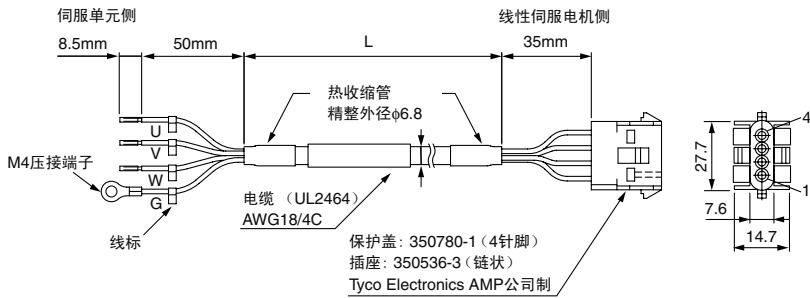 伺服单元侧
线性伺服电机侧
8.5mm
50mm
L
35mm
热收缩管
精整外径φ6.8
U
V
W
G
M4压接端子
线标
电缆 （UL2464）
AWG18/4C
保护盖: 350780-1（4针脚）
插座: 350536-3（链状）
Tyco Electronics AMP公司制
4
1
27.7
7.6
14.7